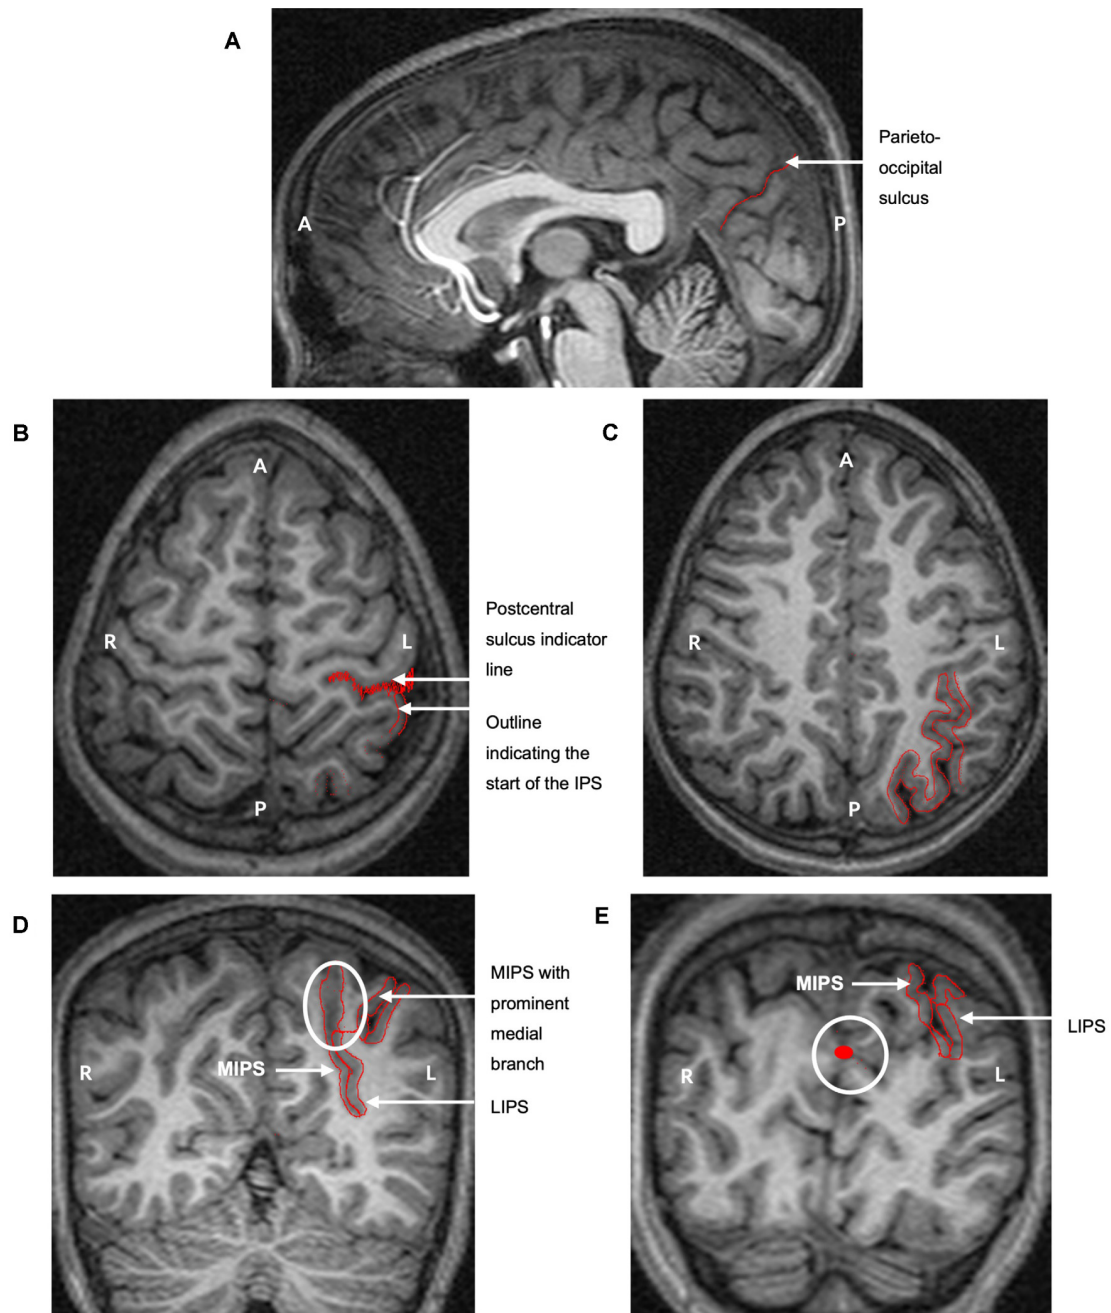 A
A
P
Parieto-
occipital
sulcus
B
A
R
L
P
Postcentral
sulcus indicator
line
Outline
indicating the
start of the IPS
C
A
R
L
P
D
R
L
MIPS
MIPS with
prominent
medial
branch
LIPS
E
MIPS
R
L
LIPS